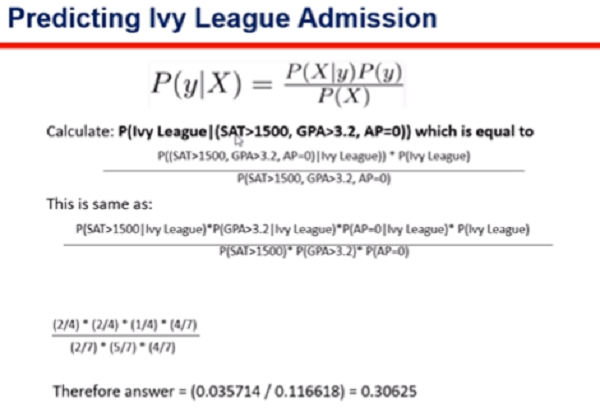 Predicting Ivy League Admission
P(y|X) = P(X|y)P(y)
P(X)
Calculate: P(Ivy League|(SAT>1500, GPA>3.2, AP=0)) which is equal to
P((SAT>1500, GPA>3.2, AP=0)|Ivy League)) * P(Ivy League)
P(SAT>1500, GPA>3.2, AP=0)
This is same as:
P(SAT>1500|Ivy League)*P(GPA>3.2|Ivy League)*P(AP=0|Ivy League)* P(Ivy League)
P(SAT>1500)* P(GPA>3.2)* P(AP=0)
(2/4) * (2/4) * (1/4) * (4/7)
(2/7) * (5/7) * (4/7)
Therefore answer = (0.035714 / 0.116618) = 0.30625